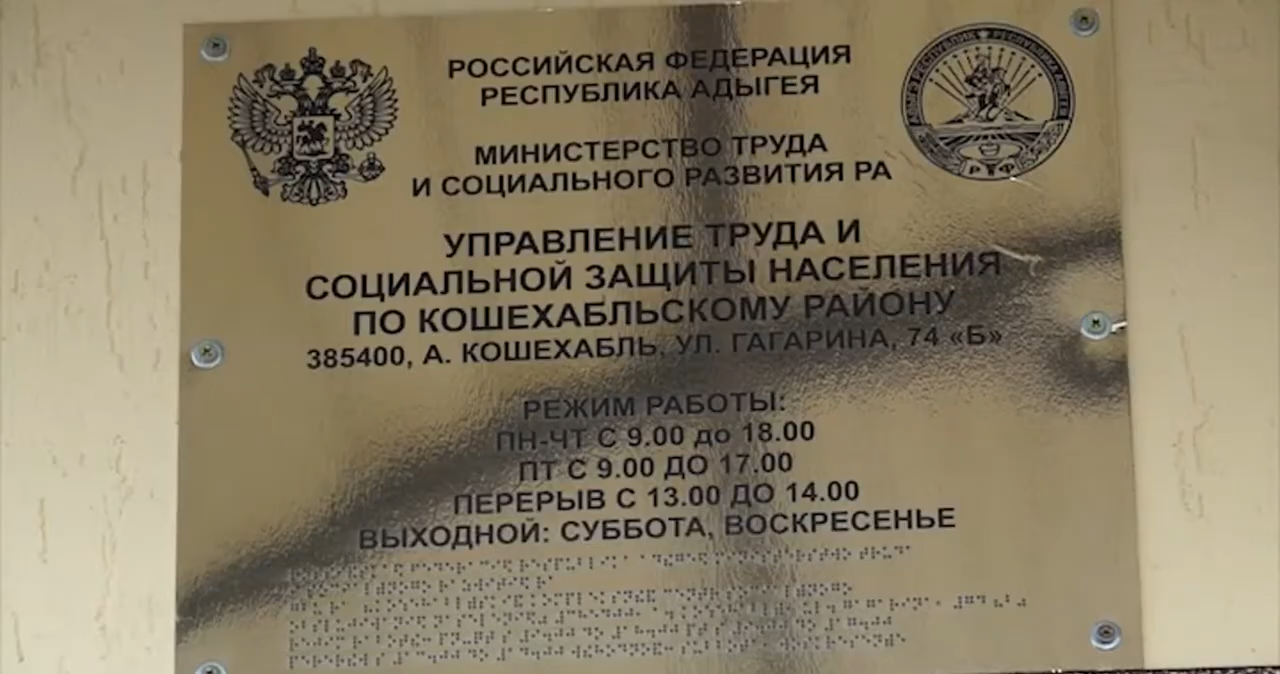 РОССИЙСКАЯ ФЕДЕРАЦИЯ
РЕСПУБЛИКА АДЫГЕЯ
МИНИСТЕРСТВО ТРУДА
И СОЦИАЛЬНОГО РАЗВИТИЯ РА
УПРАВЛЕНИЕ ТРУДА И
СОЦИАЛЬНОЙ ЗАЩИТЫ НАСЕЛЕНИЯ
ПО КОШЕХАБЛЬСКОМУ РАЙОНУ
385400, А. КОШЕХАБЛЬ, УЛ. ГАГАРИНА, 74 «Б»
РЕЖИМ РАБОТЫ:
ПН-ЧТ С 9.00 до 18.00
ПТ С 9.00 ДО 17.00
ПЕРЕРЫВ С 13.00 ДО 14.00
ВЫХОДНОЙ: СУББОТА, ВОСКРЕСЕНЬЕ